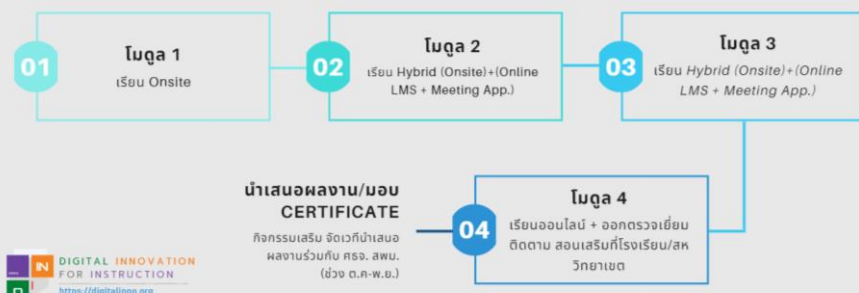 01
โมดูล 1
เรียน Onsite
02
โมดูล 2
เรียน Hybrid (Onsite)+(Online
LMS + Meeting App.)
03
โมดูล 3
เรียน Hybrid (Onsite)+(Online
LMS + Meeting App.)
นำเสนอผลงาน/มอบ
CERTIFICATE
กิจกรรมเสริม จัดเวทีนำเสนอ
ผลงานร่วมกับ ศรจ. สพม.
(ช่วง ต.ค-พ.ย.)
04
โมดูล 4
เรียนออนไลน์ + ออกตรวจเยี่ยม
ติดตาม สอนเสริมที่โรงเรียน/สห
วิทยาเขต
IN
DIGITAL INNOVATION
FOR INSTRUCTION